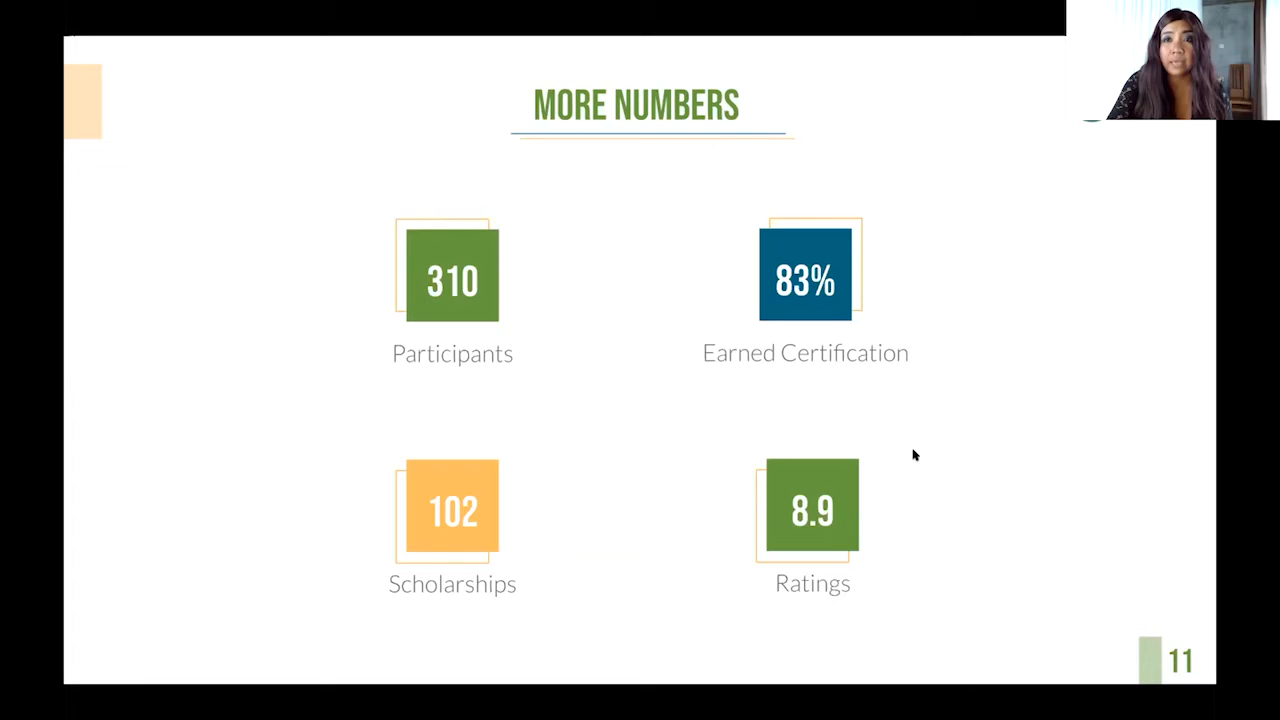 MORE NUMBERS
310
83%
Participants
Earned Certification
102
8.9
Scholarships
Ratings
11